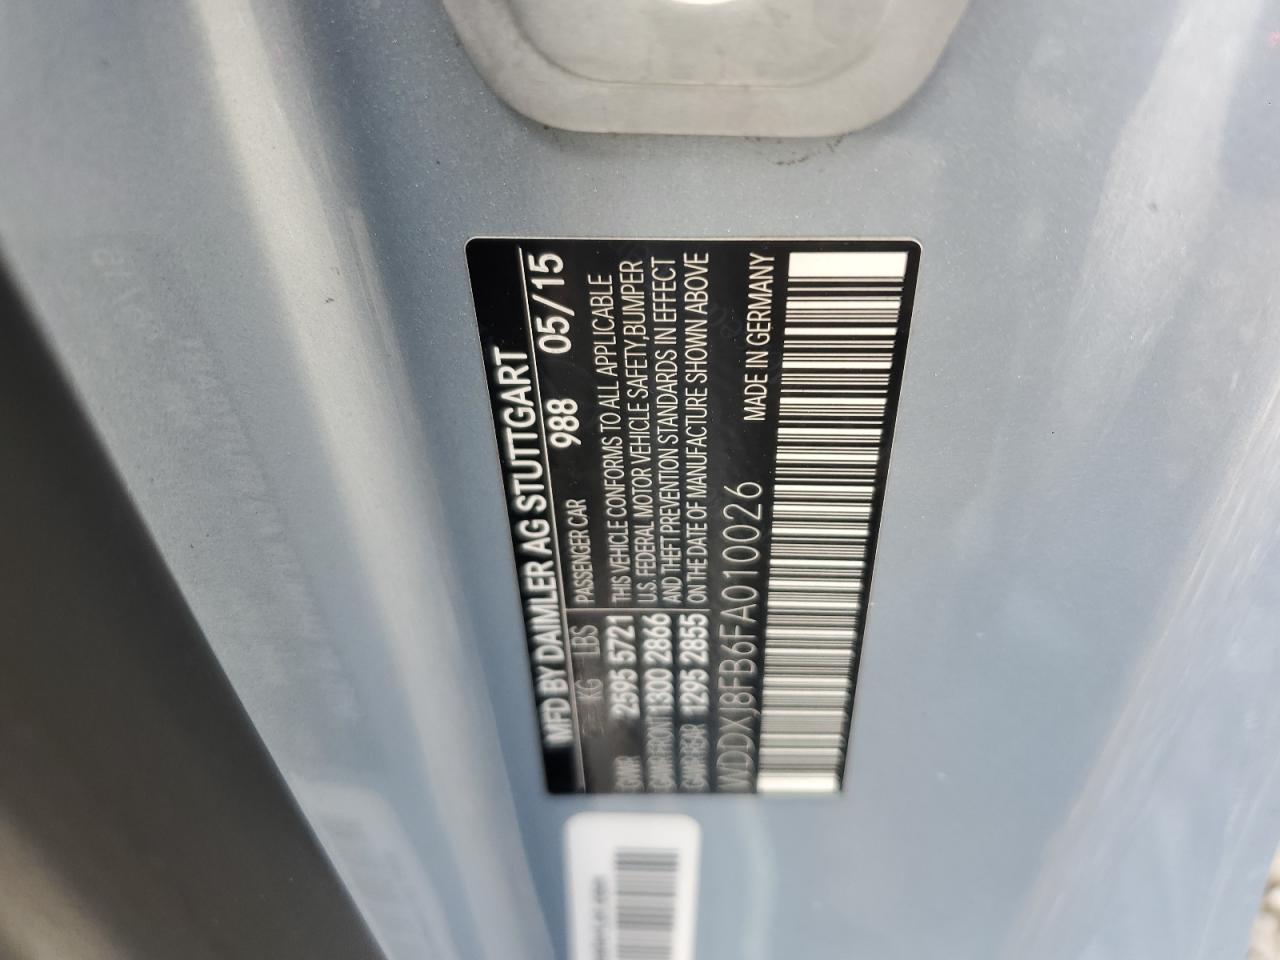 MFD BY DAIMLER AG STUTTGART
988 05/15
KG LBS PASSENGER CAR
GVWR 2595 5721 THIS VEHICLE CONFORMS TO ALL APPLICABLE
U.S. FEDERAL MOTOR VEHICLE SAFETY,BUMPER
GAWR FRONT 1300 2866 AND THEFT PREVENTION STANDARDS IN EFFECT
GAWR REAR 1295 2855 ON THE DATE OF MANUFACTURE SHOWN ABOVE
WDDXJ8FB6FA010026 MADE IN GERMANY